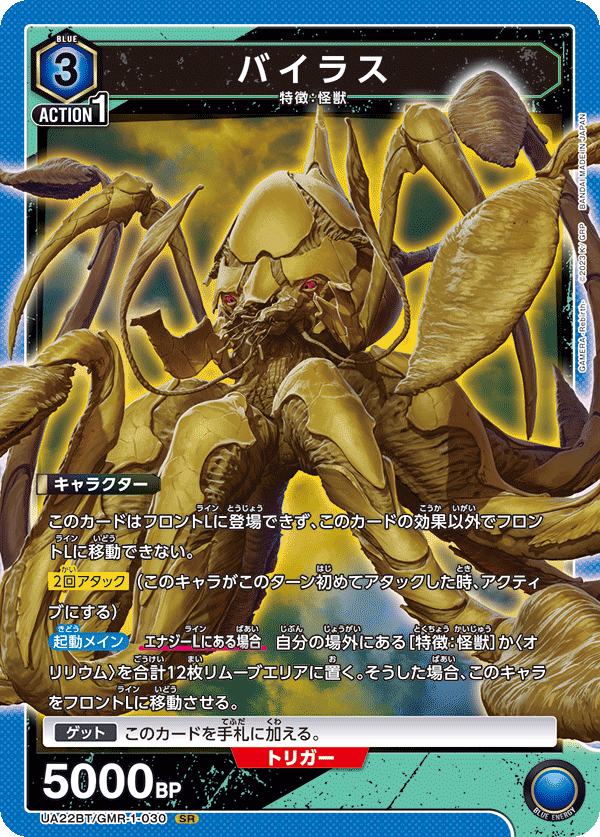 BLUE
3
ACTION 1
バイラス
特徴:怪獣
©2023 K/GRP BANDAI MADE IN JAPAN
GAMERA -Rebirth-
キャラクター
このカードはフロントLに登場できず、このカードの効果以外でフロン
トLに移動できない。
2回アタック (このキャラがこのターン初めてアタックした時、アクティ
ブにする)
起動メイン エナジーLにある場合 自分の場外にある[特徴:怪獣]か〈オ
リリウム〉を合計12枚リムーブエリアに置く。そうした場合、このキャラ
をフロントLに移動させる。
ゲット このカードを手札に加える。
トリガー
5000 BP
BLUE ENERGY
UA22BT/GMR-1-030 SR